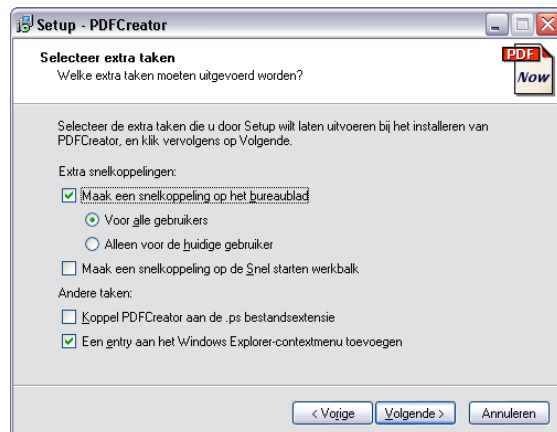 Setup - PDFCreator
Selecteer extra taken
Welke extra taken moeten uitgevoerd worden?
PDF
Now
Selecteer de extra taken die u door Setup wilt laten uitvoeren bij het installeren van
PDFCreator, en klik vervolgens op Volgende.
Extra snelkoppelingen:
Maak een snelkoppeling op het bureaublad
Voor alle gebruikers
Alleen voor de huidige gebruiker
Maak een snelkoppeling op de Snel starten werkbalk
Andere taken:
Koppel PDFCreator aan de .ps bestandsextensie
Een entry aan het Windows Explorer-contextmenu toevoegen
< Vorige
Volgende >
Annuleren